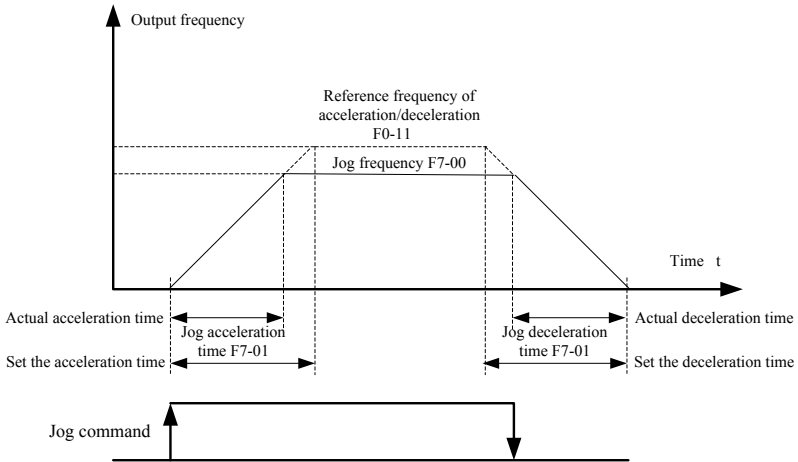 Output frequency
Reference frequency of
acceleration/deceleration
F0-11
Jog frequency F7-00
Time t
Actual acceleration time
Actual deceleration time
Jog acceleration
time F7-01
Jog deceleration
time F7-01
Set the acceleration time
Set the deceleration time
Jog command